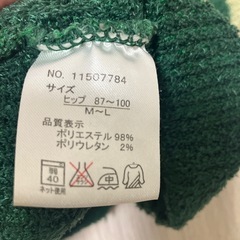 NO. 11507784
サイズ
ヒップ 87〜100
M〜L
品質表示
ポリエステル 98%
ポリウレタン 2%
40
中
ネット使用